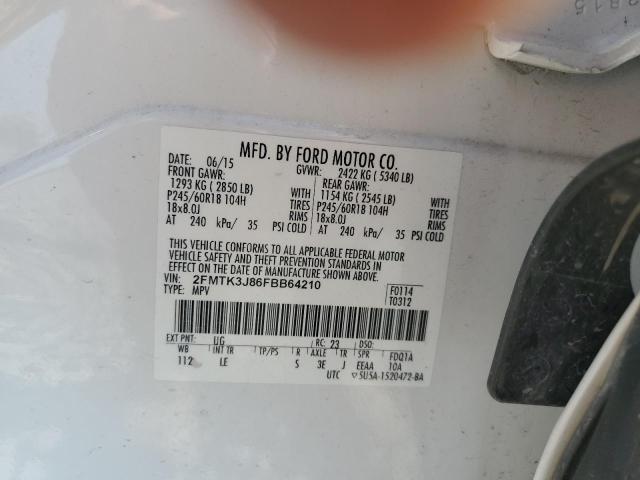 MFD. BY FORD MOTOR CO.
DATE: 06/15 GVWR: 2422 KG ( 5340 LB)
FRONT GAWR: REAR GAWR:
1293 KG ( 2850 LB) 1154 KG ( 2545 LB)
P245/60R18 104H TIRES P245/60R18 104H TIRES
18x8.0J RIMS 18x8.0J RIMS
AT 240 kPa/ 35 PSI COLD AT 240 kPa/ 35 PSI COLD
THIS VEHICLE CONFORMS TO ALL APPLICABLE FEDERAL MOTOR
VEHICLE SAFETY AND THEFT PREVENTION STANDARDS IN
EFFECT ON THE DATE OF MANUFACTURE SHOWN ABOVE.
VIN: 2FMTK3J86FBB64210 F0114
TYPE: MPV T0312
EXT PNT: UG RC: 23 DSO:
WB INT TR TP/PS R AXLE TR SPR FDQ1A
112 LE S 3E J EEAA 10A
UTC ▽5U5A-1520472-BA